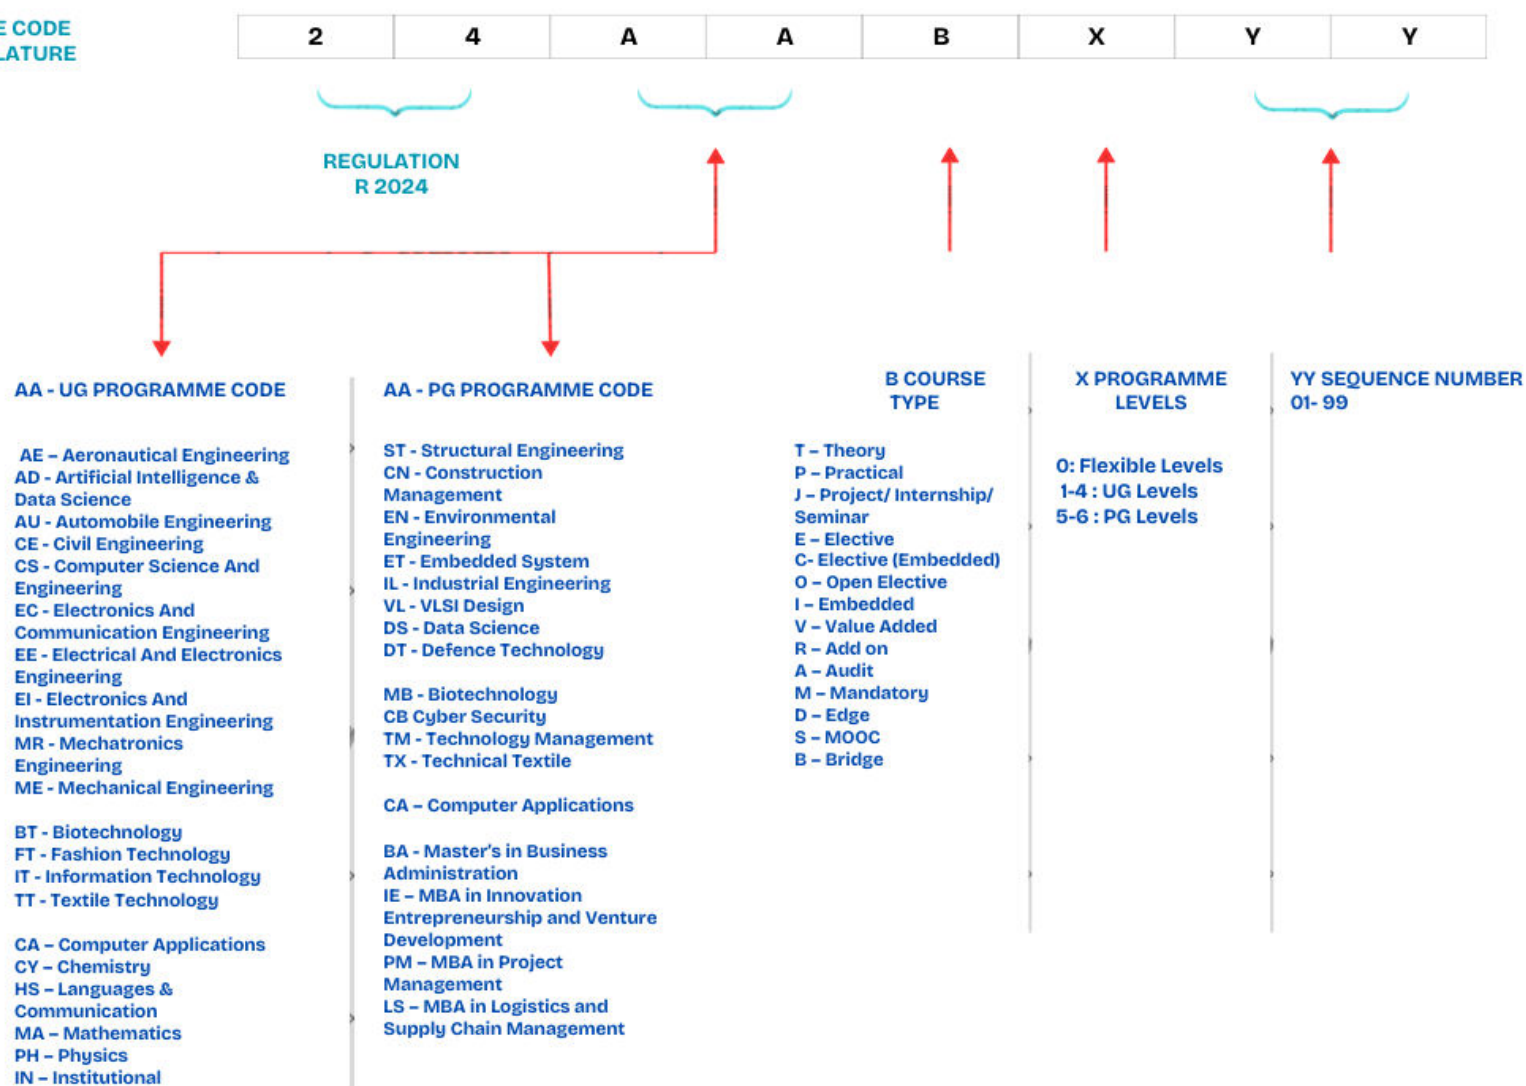 E CODE
LATURE
2 4 A A B X Y Y
REGULATION
R 2024
AA - UG PROGRAMME CODE
AE – Aeronautical Engineering
AD - Artificial Intelligence &
Data Science
AU - Automobile Engineering
CE - Civil Engineering
CS - Computer Science And
Engineering
EC - Electronics And
Communication Engineering
EE - Electrical And Electronics
Engineering
EI - Electronics And
Instrumentation Engineering
MR - Mechatronics
Engineering
ME - Mechanical Engineering
BT - Biotechnology
FT - Fashion Technology
IT - Information Technology
TT - Textile Technology
CA – Computer Applications
CY – Chemistry
HS – Languages &
Communication
MA – Mathematics
PH – Physics
IN – Institutional
AA - PG PROGRAMME CODE
ST - Structural Engineering
CN - Construction
Management
EN - Environmental
Engineering
ET - Embedded System
IL - Industrial Engineering
VL - VLSI Design
DS - Data Science
DT - Defence Technology
MB - Biotechnology
CB Cyber Security
TM - Technology Management
TX - Technical Textile
CA – Computer Applications
BA - Master's in Business
Administration
IE – MBA in Innovation
Entrepreneurship and Venture
Development
PM – MBA in Project
Management
LS – MBA in Logistics and
Supply Chain Management
B COURSE
TYPE
T – Theory
P – Practical
J – Project/ Internship/
Seminar
E – Elective
C- Elective (Embedded)
O – Open Elective
I – Embedded
V – Value Added
R – Add on
A – Audit
M – Mandatory
D – Edge
S – MOOC
B – Bridge
X PROGRAMME
LEVELS
0: Flexible Levels
1-4 : UG Levels
5-6 : PG Levels
YY SEQUENCE NUMBER
01- 99